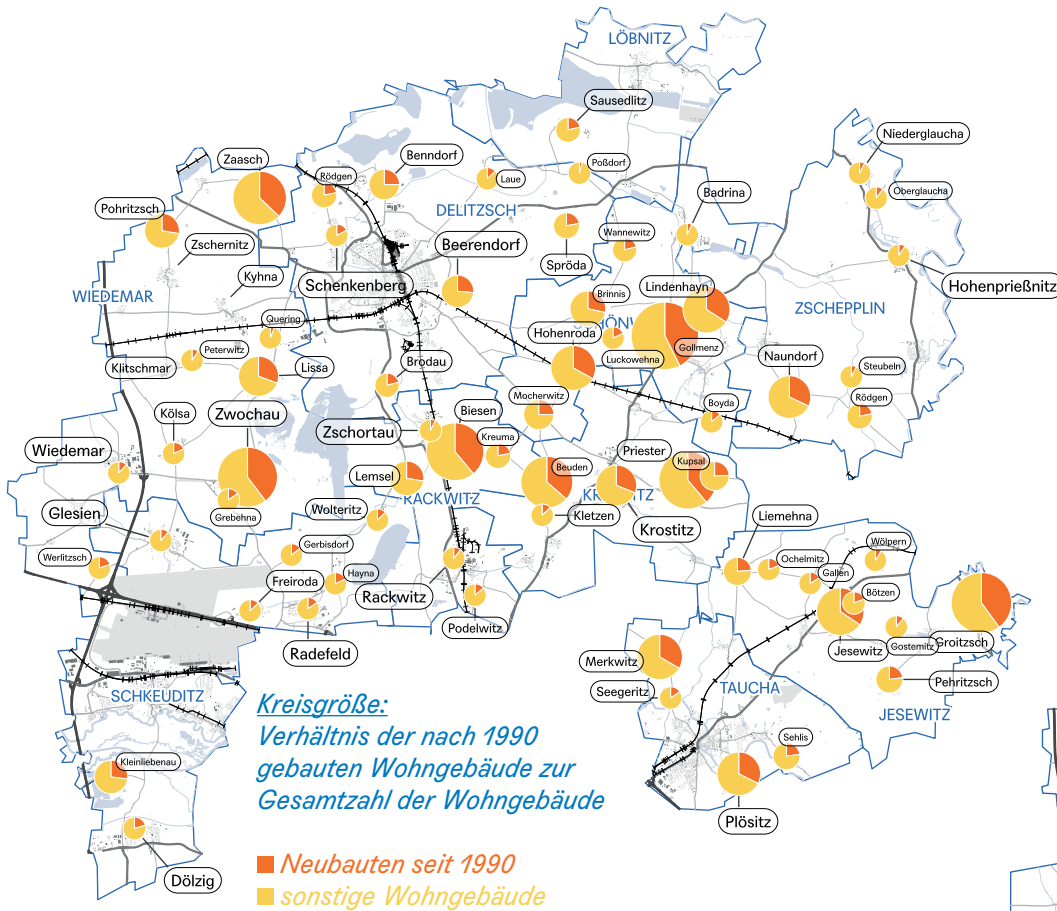 LÖBNITZ
Sausedlitz
Niederglaucha
Zaasch
Benndorf
Rödgen
Laue
Poßdorf
Badrina
Oberglaucha
Pohritzsch
DELITZSCH
Zschernitz
Beerendorf
Wannewitz
Spröda
Hohenprießnitz
Kyhna
Schenkenberg
WIEDEMAR
Brinnis
Lindenhayn
ZSCHEPPLIN
Quering
SCHÖNW
Hohenroda
Gollmenz
Peterwitz
Klitschmar
Lissa
Brodau
Luckowehna
Naundorf
Steubeln
Mocherwitz
Boyda
Rödgen
Kölsa
Zwochau
Zschortau
Biesen
Kreuma
Wiedemar
Priester
Kupsal
Lemsel
Beuden
RACKWITZ
KROSTITZ
Grebehna
Wolteritz
Kletzen
Krostitz
Glesien
Liemehna
Gerbisdorf
Ochelmitz
Wölpern
Werlitzsch
Freiroda
Hayna
Gallen
Rackwitz
Bötzen
Podelwitz
Radefeld
Jesewitz
Gostemitz
Groitzsch
Merkwitz
Pehritzsch
Seegeritz
TAUCHA
SCHKEUDITZ
JESEWITZ
Sehlis
Kleinliebenau
Plösitz
Dölzig
Kreisgröße:
Verhältnis der nach 1990
gebauten Wohngebäude zur
Gesamtzahl der Wohngebäude
Neubauten seit 1990
sonstige Wohngebäude